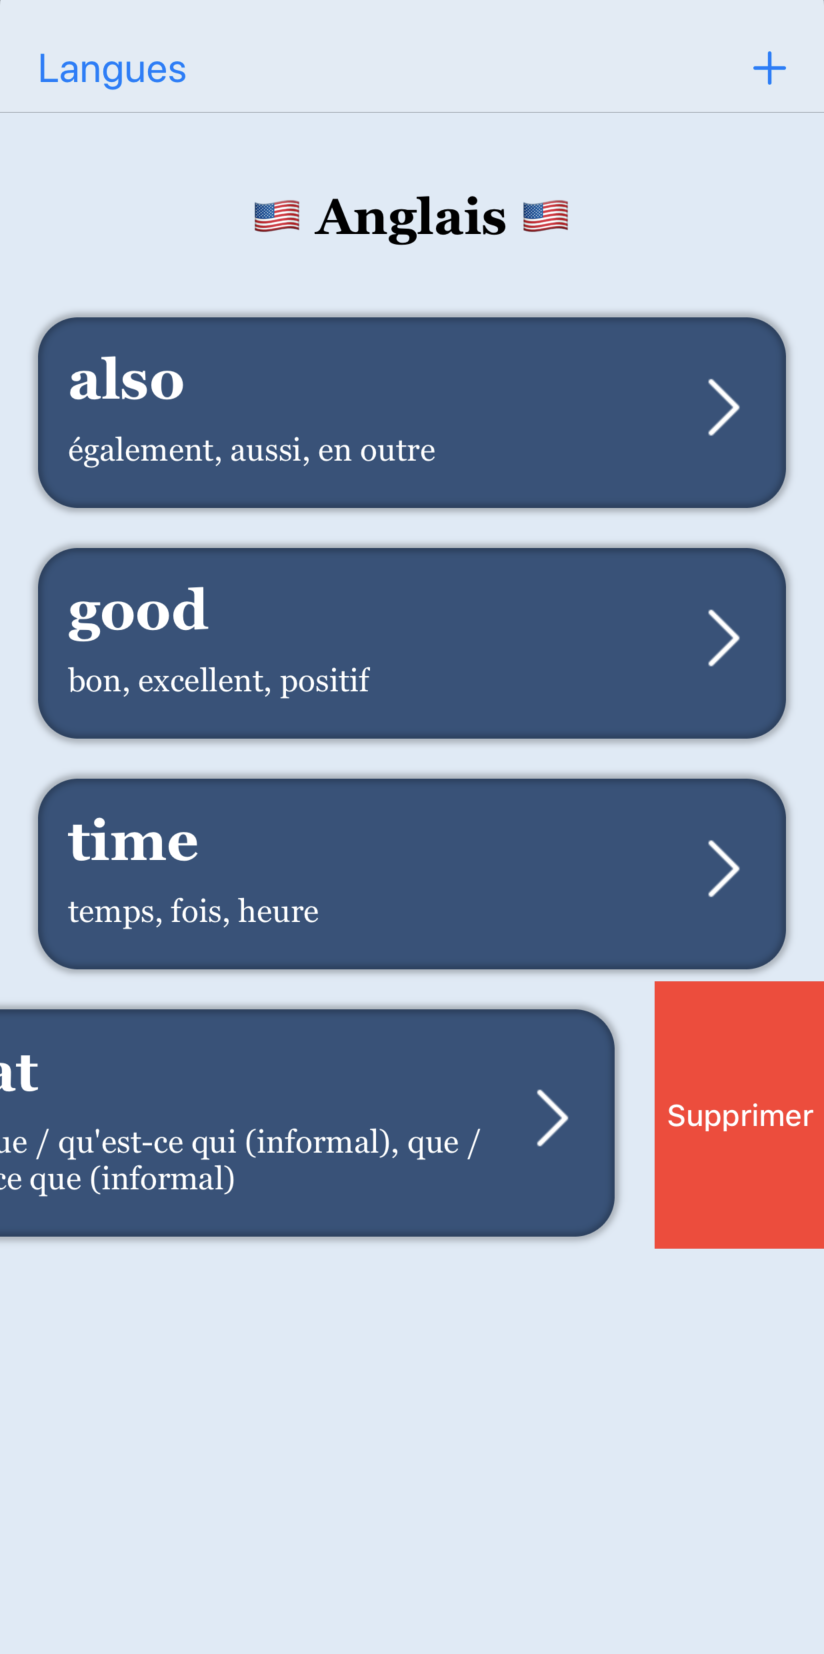 Langues
🇺🇸 Anglais 🇺🇸
also
également, aussi, en outre
good
bon, excellent, positif
time
temps, fois, heure
at
ue / qu'est-ce qui (informal), que /
ce que (informal)
Supprimer